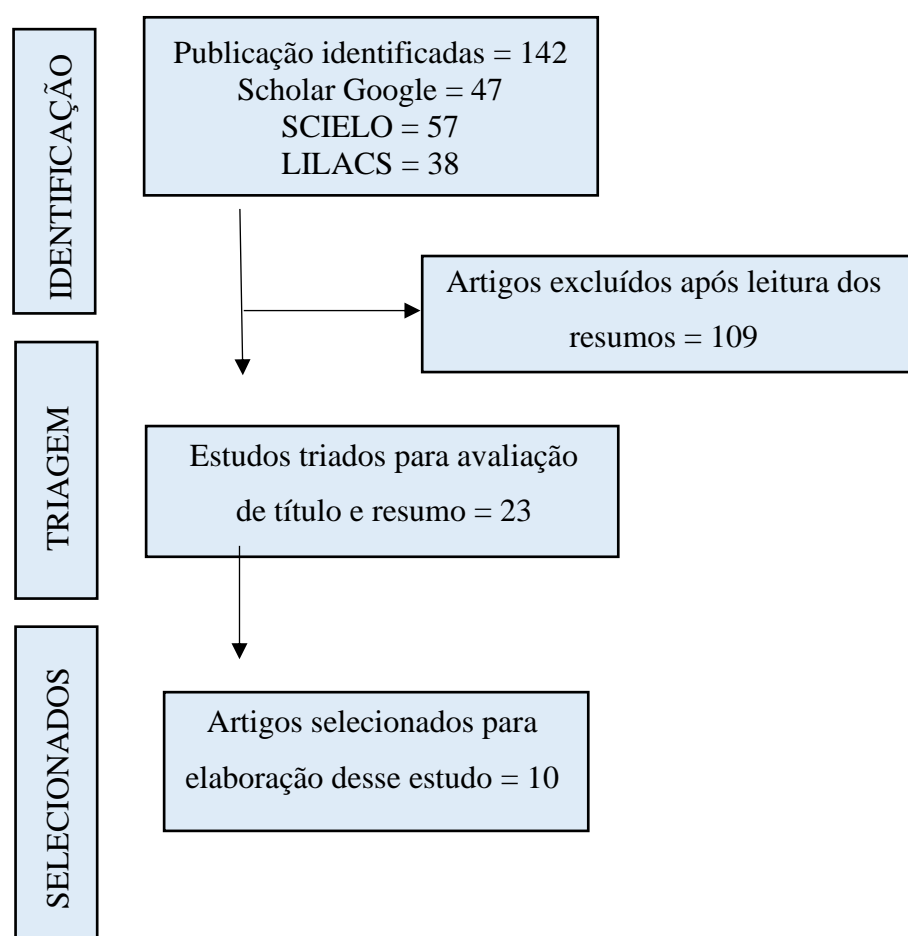 IDENTIFICAÇÃO
Publicação identificadas = 142
Scholar Google = 47
SCIELO = 57
LILACS = 38
Artigos excluídos após leitura dos
resumos = 109
TRIAGEM
Estudos triados para avaliação
de título e resumo = 23
SELECIONADOS
Artigos selecionados para
elaboração desse estudo = 10